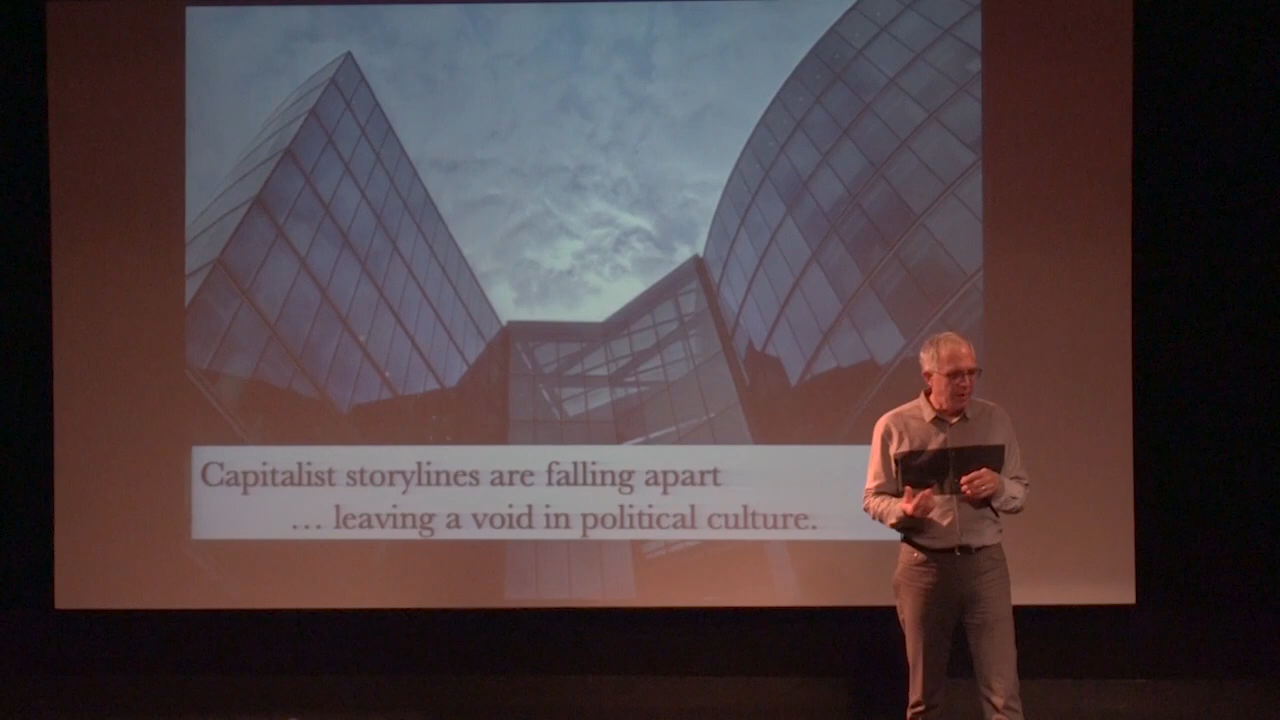 Capitalist storylines are falling apart
… leaving a void in political culture.